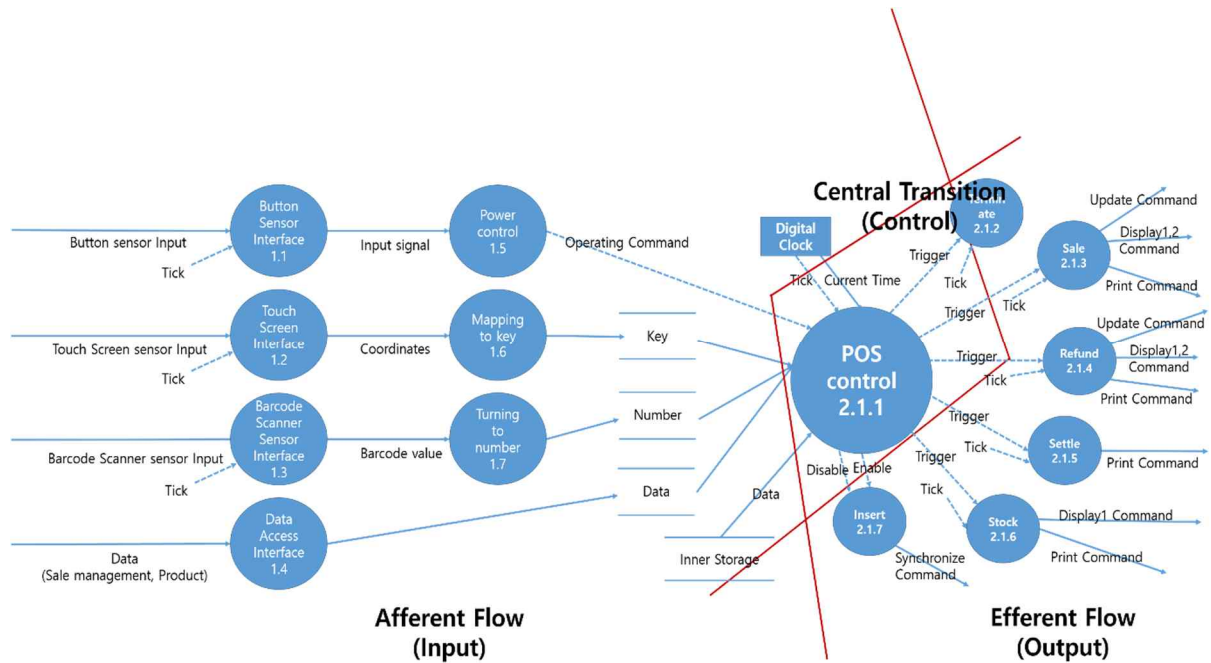 Central Transition
(Control)
Button
Sensor
Interface
1.1
Power
control
1.5
Digital
Clock
Terminate
2.1.2
Sale
2.1.3
Update Command
Display1,2
Command
Print Command
Button sensor Input
Tick
Input signal
Operating Command
Tick
Current Time
Trigger
Tick
Trigger
Tick
Touch
Screen
Interface
1.2
Mapping
to key
1.6
Key
Touch Screen sensor Input
Tick
Coordinates
POS
control
2.1.1
Trigger
Tick
Refund
2.1.4
Update Command
Display1,2
Command
Print Command
Barcode
Scanner
Sensor
Interface
1.3
Turning
to
number
1.7
Number
Barcode Scanner sensor Input
Tick
Barcode value
Trigger
Tick
Settle
2.1.5
Print Command
Data
Access
Interface
1.4
Data
Data
(Sale management, Product)
Data
Inner Storage
Disable
Enable
Insert
2.1.7
Synchronize
Command
Trigger
Tick
Stock
2.1.6
Display1 Command
Print Command
Afferent Flow
(Input)
Efferent Flow
(Output)